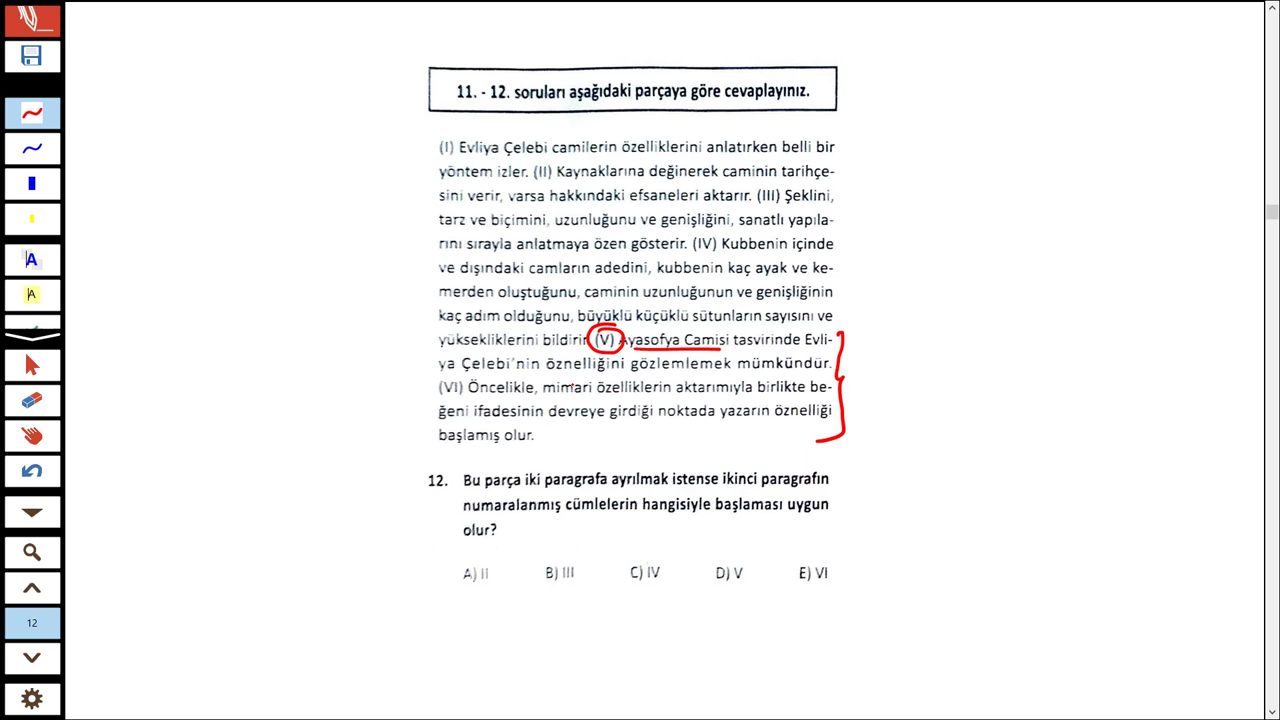 11. - 12. soruları aşağıdaki parçaya göre cevaplayınız.
(I) Evliya Çelebi camilerin özelliklerini anlatırken belli bir
yöntem izler. (II) Kaynaklarına değinerek caminin tarihçe-
sini verir, varsa hakkındaki efsaneleri aktarır. (III) Şeklini,
tarz ve biçimini, uzunluğunu ve genişliğini, sanatlı yapıla-
rını sırayla anlatmaya özen gösterir. (IV) Kubbenin içinde
ve dışındaki camların adedini, kubbenin kaç ayak ve ke-
merden oluştuğunu, caminin uzunluğunun ve genişliğinin
kaç adım olduğunu, büyüklü küçüklü sütunların sayısını ve
yüksekliklerini bildirir. (V) Ayasofya Camisi tasvirinde Evli-
ya Çelebi'nin öznelliğini gözlemlemek mümkündür.
(VI) Öncelikle, mimari özelliklerin aktarımıyla birlikte be-
ğeni ifadesinin devreye girdiği noktada yazarın öznelliği
başlamış olur.
12. Bu parça iki paragrafa ayrılmak istense ikinci paragrafın
numaralanmış cümlelerin hangisiyle başlaması uygun
olur?
A) II B) III C) IV D) V E) VI
A
A
12